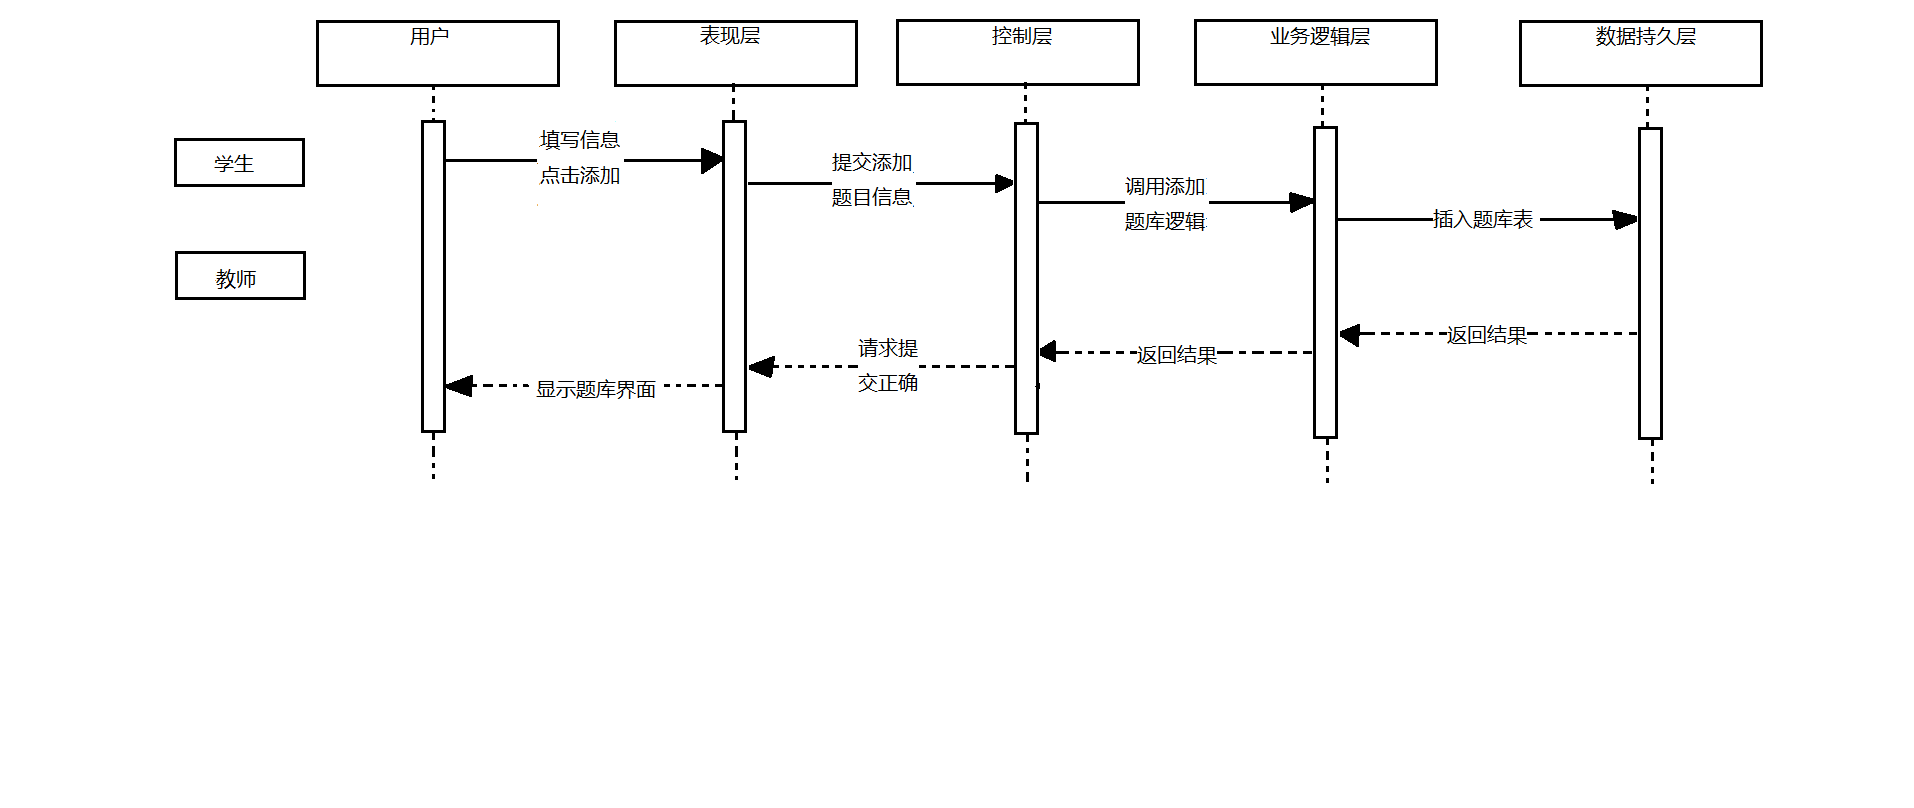 用户
表现层
控制层
业务逻辑层
数据持久层
学生
教师
填写信息
点击添加
提交添加
题目信息
调用添加
题库逻辑
插入题库表
返回结果
返回结果
请求提
交正确
显示题库界面